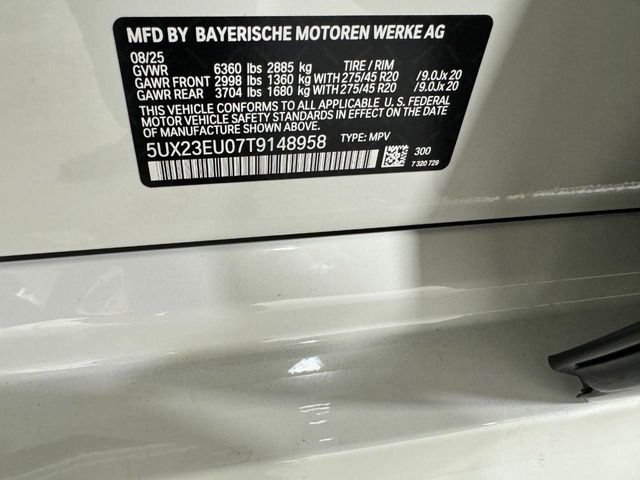 MFD BY BAYERISCHE MOTOREN WERKE AG
08/25
GVWR 6360 lbs 2885 kg TIRE / RIM
GAWR FRONT 2998 lbs 1360 kg WITH 275/45 R20 / 9.0Jx 20
GAWR REAR 3704 lbs 1680 kg WITH 275/45 R20 / 9.0Jx 20
THIS VEHICLE CONFORMS TO ALL APPLICABLE U. S. FEDERAL
MOTOR VEHICLE SAFETY STANDARDS IN EFFECT ON THE DATE
OF MANUFACTURE SHOWN ABOVE.
5UX23EU07T9148958 TYPE: MPV
300
7 320 729